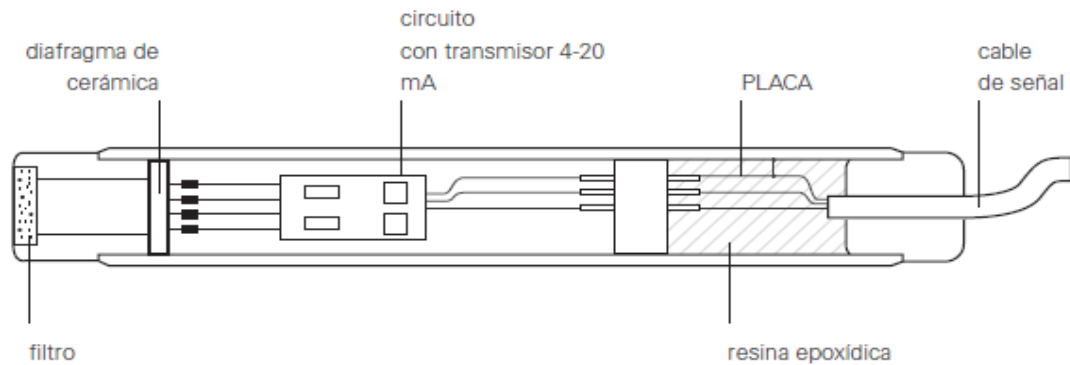 circuito
con transmisor 4-20
mA
diafragma de
cerámica
PLACA
cable
de señal
filtro
resina epoxídica